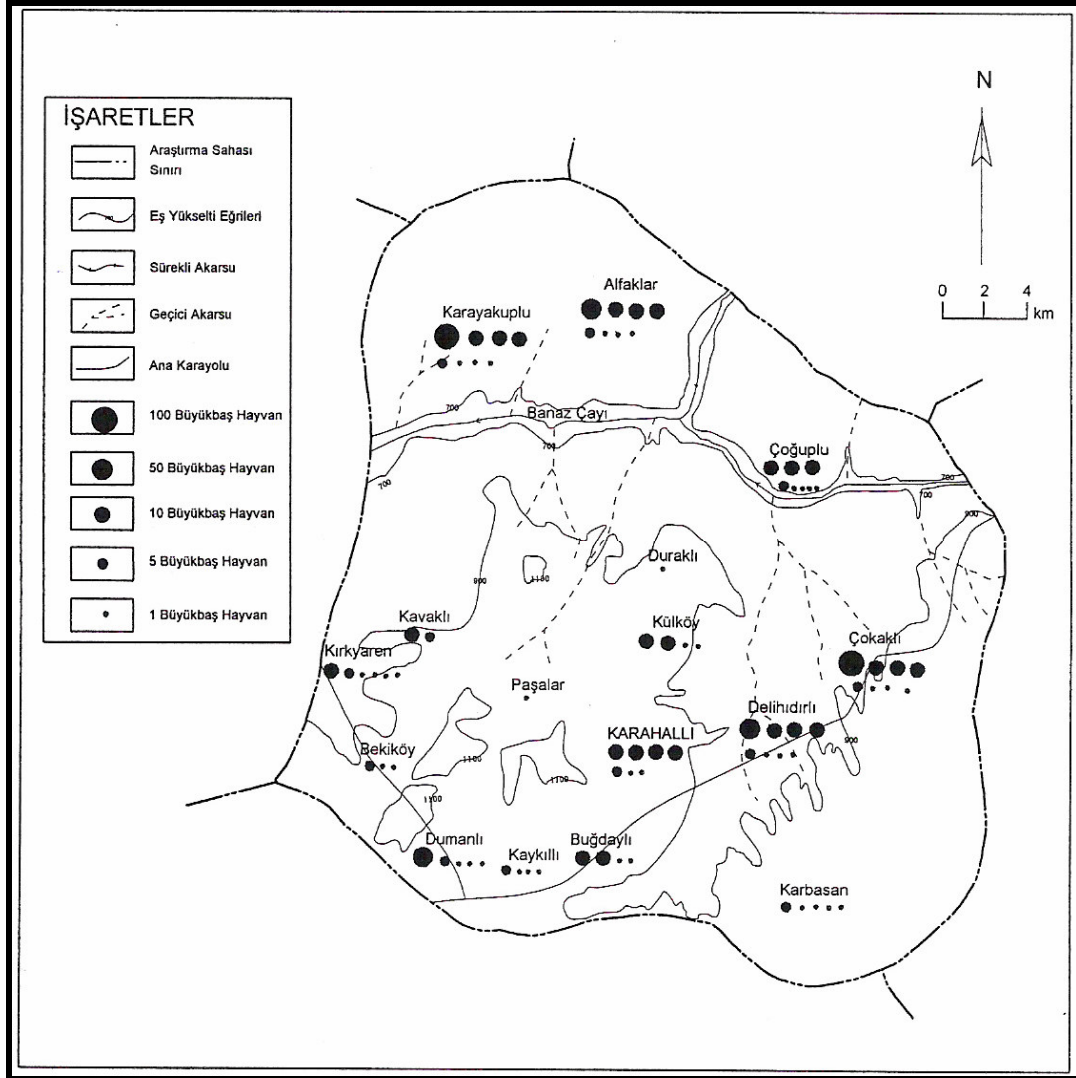 İŞARETLER
Araştırma Sahası
Sınırı
Eş Yükselti Eğrileri
Sürekli Akarsu
Geçici Akarsu
Ana Karayolu
100 Büyükbaş Hayvan
50 Büyükbaş Hayvan
10 Büyükbaş Hayvan
5 Büyükbaş Hayvan
1 Büyükbaş Hayvan
N
0 2 4
km
Alfaklar
Karayakuplu
700
Banaz Çayı
700
700
Çoğuplu
700
700
900
Duraklı
1100
900
Kavaklı
Külköy
Çokaklı
Kırkyaren
Paşalar
Delihıdırlı
KARAHALLI
900
Bekiköy
1100
1100
1100
Dumanlı
Kaykıllı
Buğdaylı
Karbasan